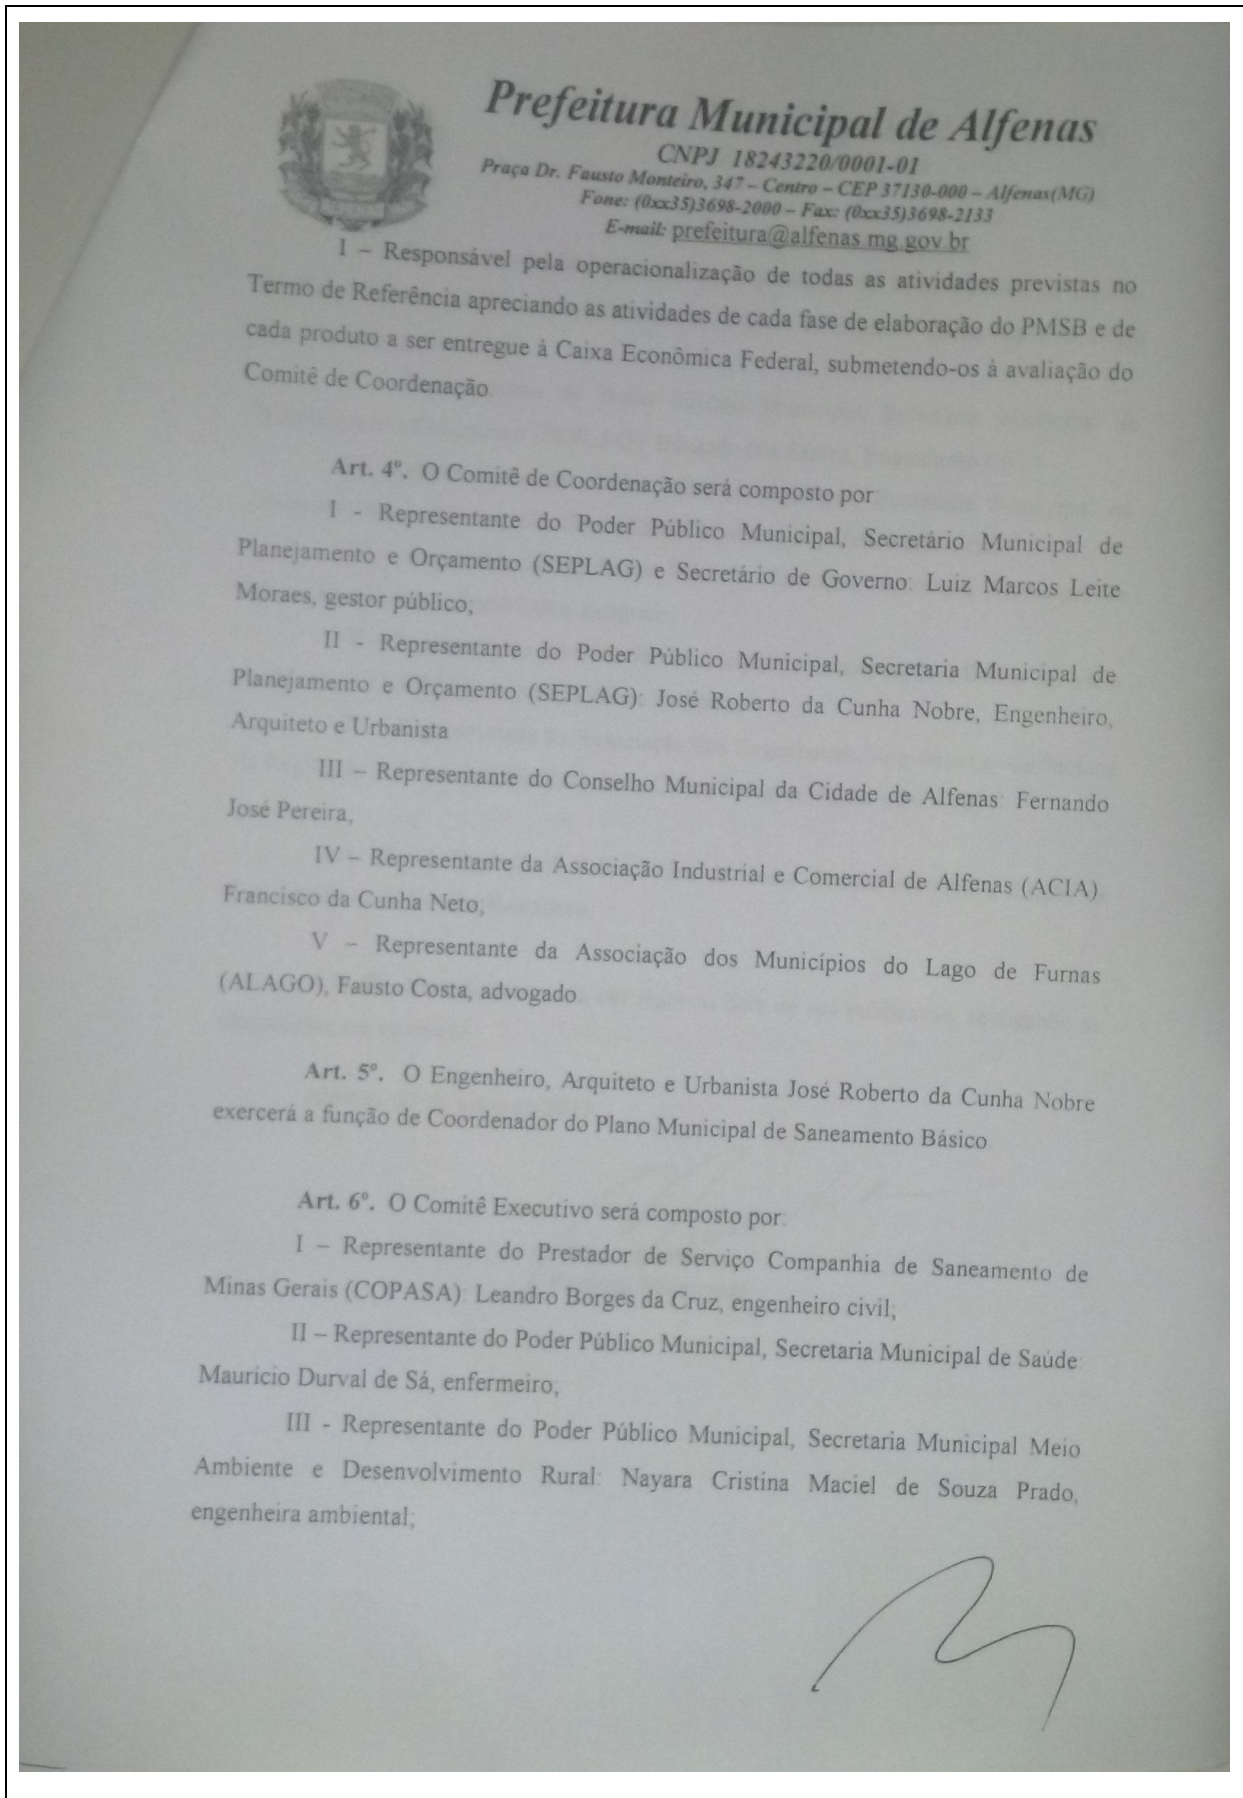 Prefeitura Municipal de Alfenas
CNPJ 18243220/0001-01
Praça Dr. Fausto Monteiro, 347 – Centro – CEP 37130-000 – Alfenas(MG)
Fone: (0xx35)3698-2000 – Fax: (0xx35)3698-2133
E-mail: prefeitura@alfenas.mg.gov.br
I – Responsável pela operacionalização de todas as atividades previstas no
Termo de Referência apreciando as atividades de cada fase de elaboração do PMSB e de
cada produto a ser entregue à Caixa Econômica Federal, submetendo-os à avaliação do
Comitê de Coordenação
Art. 4º. O Comitê de Coordenação será composto por:
I - Representante do Poder Público Municipal, Secretário Municipal de
Planejamento e Orçamento (SEPLAG) e Secretário de Governo: Luiz Marcos Leite
Moraes, gestor público;
II - Representante do Poder Público Municipal, Secretaria Municipal de
Planejamento e Orçamento (SEPLAG): José Roberto da Cunha Nobre, Engenheiro,
Arquiteto e Urbanista
III – Representante do Conselho Municipal da Cidade de Alfenas: Fernando
José Pereira,
IV – Representante da Associação Industrial e Comercial de Alfenas (ACIA)
Francisco da Cunha Neto,
V – Representante da Associação dos Municípios do Lago de Furnas
(ALAGO), Fausto Costa, advogado
Art. 5º. O Engenheiro, Arquiteto e Urbanista José Roberto da Cunha Nobre
exercerá a função de Coordenador do Plano Municipal de Saneamento Básico
Art. 6º. O Comitê Executivo será composto por:
I – Representante do Prestador de Serviço Companhia de Saneamento de
Minas Gerais (COPASA): Leandro Borges da Cruz, engenheiro civil;
II – Representante do Poder Público Municipal, Secretaria Municipal de Saúde:
Maurício Durval de Sá, enfermeiro;
III - Representante do Poder Público Municipal, Secretaria Municipal Meio
Ambiente e Desenvolvimento Rural: Nayara Cristina Maciel de Souza Prado,
engenheira ambiental;